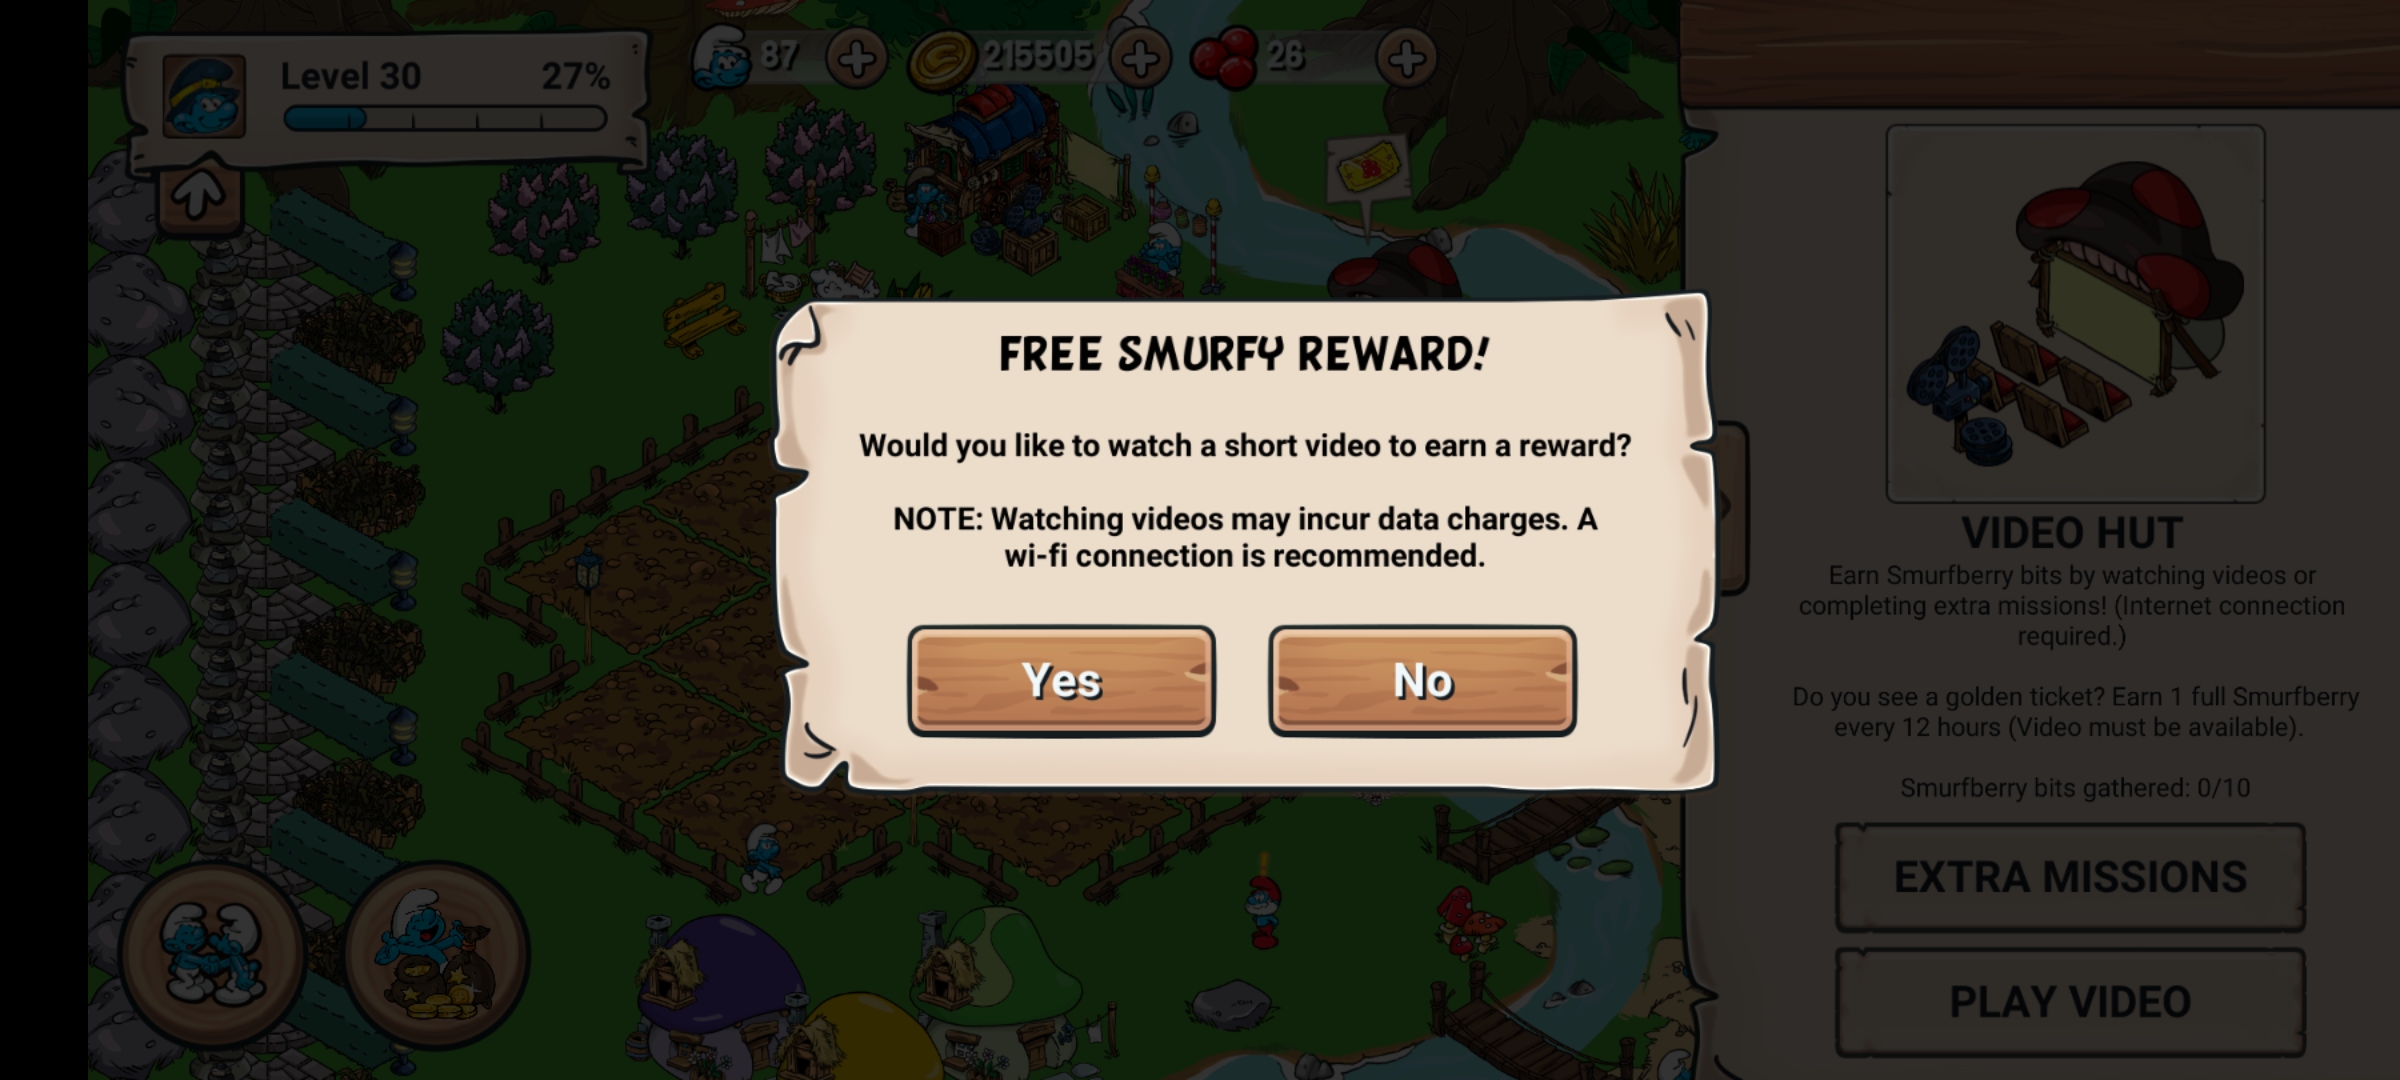 Level 30
27%
87
215505
26
FREE SMURFY REWARD!
Would you like to watch a short video to earn a reward?
NOTE: Watching videos may incur data charges. A
wi-fi connection is recommended.
Yes
No
VIDEO HUT
Earn Smurfberry bits by watching videos or
completing extra missions! (Internet connection
required.)
Do you see a golden ticket? Earn 1 full Smurfberry
every 12 hours (Video must be available).
Smurfberry bits gathered: 0/10
EXTRA MISSIONS
PLAY VIDEO